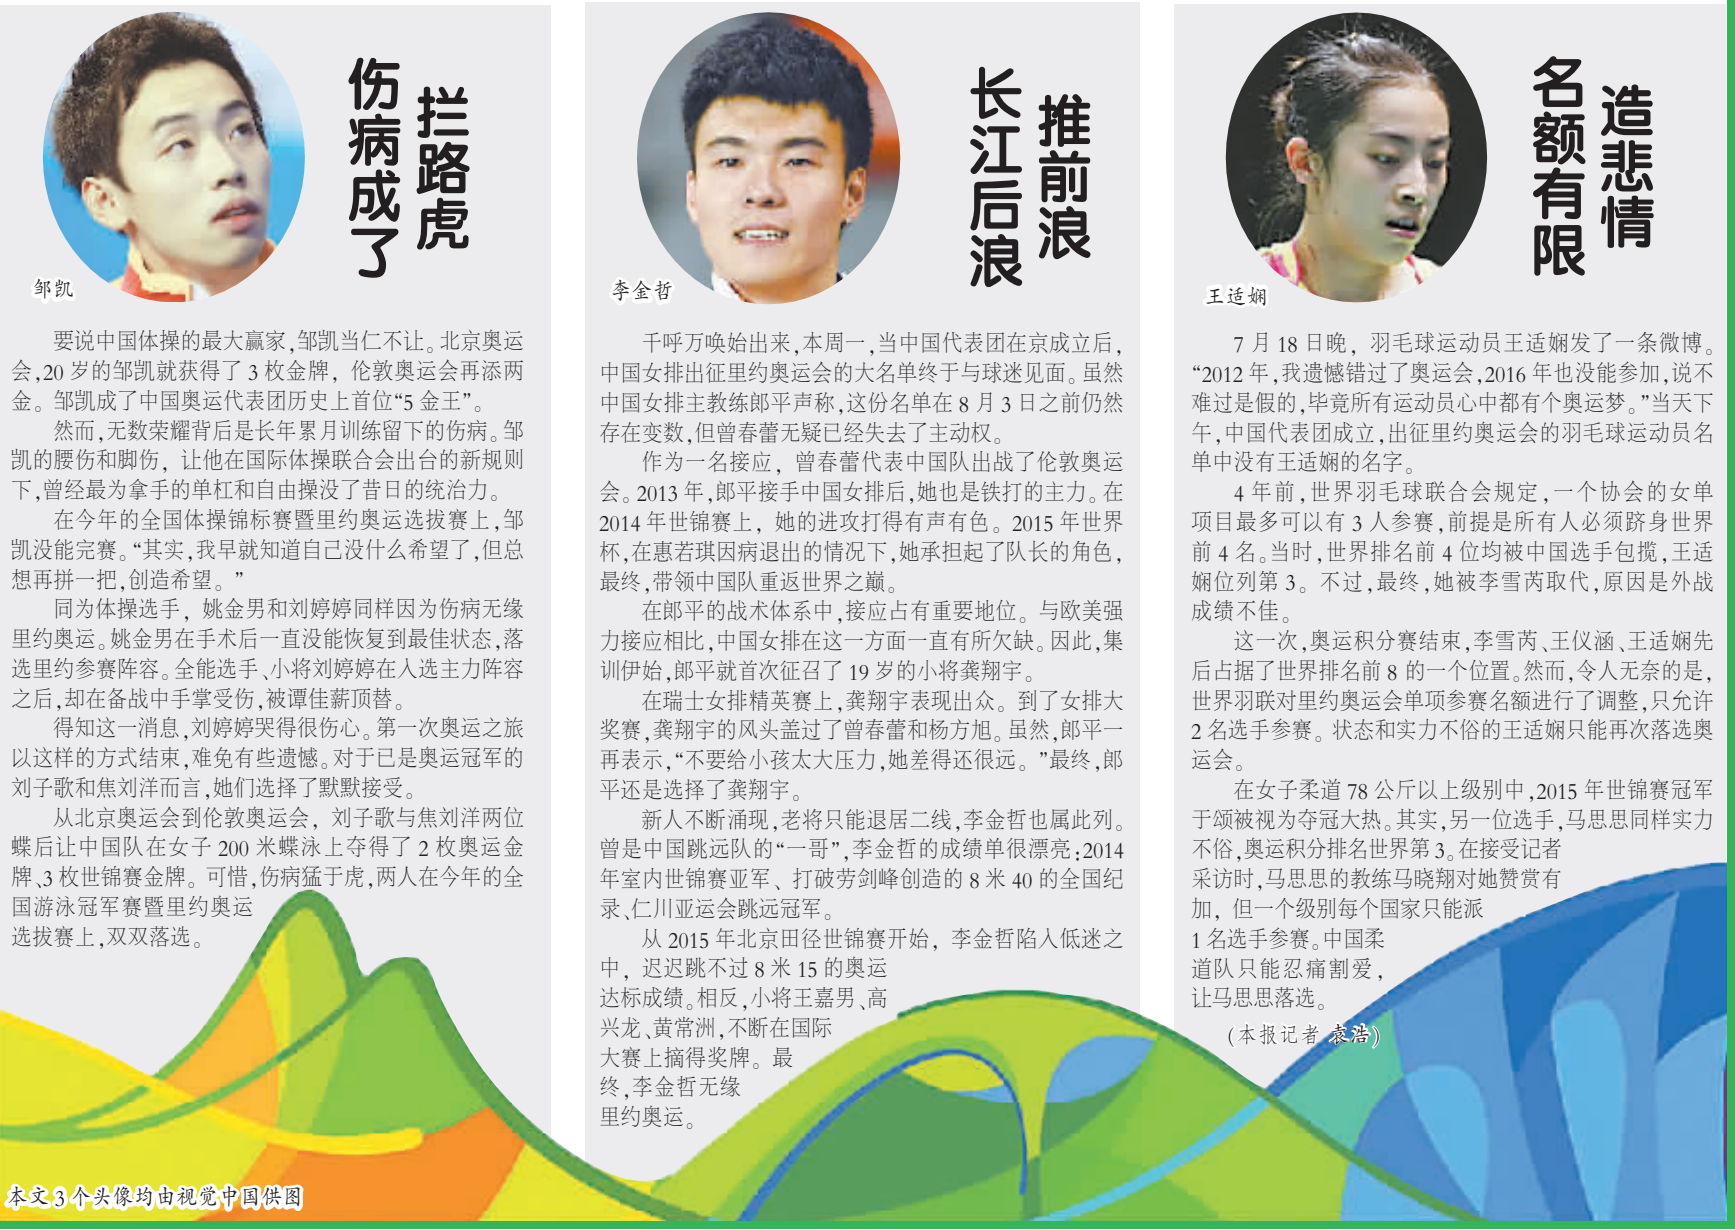 伤病成了
拦路虎
邹凯
要说中国体操的最大赢家,邹凯当仁不让。北京奥运
会,20 岁的邹凯就获得了 3 枚金牌，伦敦奥运会再添两
金。邹凯成了中国奥运代表团历史上首位“5 金王”。
然而,无数荣耀背后是长年累月训练留下的伤病。邹
凯的腰伤和脚伤，让他在国际体操联合会出台的新规则
下,曾经最为拿手的单杠和自由操没了昔日的统治力。
在今年的全国体操锦标赛暨里约奥运选拔赛上,邹
凯没能完赛。“其实,我早就知道自己没什么希望了,但总
想再拼一把,创造希望。”
同为体操选手，姚金男和刘婷婷同样因为伤病无缘
里约奥运。姚金男在手术后一直没能恢复到最佳状态,落
选里约参赛阵容。全能选手、小将刘婷婷在入选主力阵容
之后,却在备战中手掌受伤,被谭佳薪顶替。
得知这一消息,刘婷婷哭得很伤心。第一次奥运之旅
以这样的方式结束,难免有些遗憾。对于已是奥运冠军的
刘子歌和焦刘洋而言,她们选择了默默接受。
从北京奥运会到伦敦奥运会，刘子歌与焦刘洋两位
蝶后让中国队在女子 200 米蝶泳上夺得了 2 枚奥运金
牌、3 枚世锦赛金牌。可惜,伤病猛于虎,两人在今年的全
国游泳冠军赛暨里约奥运
选拔赛上,双双落选。
本文 3 个头像均由视觉中国供图
长江后浪
推前浪
李金哲
千呼万唤始出来,本周一,当中国代表团在京成立后,
中国女排出征里约奥运会的大名单终于与球迷见面。虽然
中国女排主教练郎平声称,这份名单在 8 月 3 日之前仍然
存在变数,但曾春蕾无疑已经失去了主动权。
作为一名接应，曾春蕾代表中国队出战了伦敦奥运
会。2013 年,郎平接手中国女排后,她也是铁打的主力。在
2014 年世锦赛上，她的进攻打得有声有色。2015 年世界
杯,在惠若琪因病退出的情况下,她承担起了队长的角色,
最终,带领中国队重返世界之巅。
在郎平的战术体系中,接应占有重要地位。与欧美强
力接应相比,中国女排在这一方面一直有所欠缺。因此,集
训伊始,郎平就首次征召了 19 岁的小将龚翔宇。
在瑞士女排精英赛上,龚翔宇表现出众。到了女排大
奖赛,龚翔宇的风头盖过了曾春蕾和杨方旭。虽然,郎平一
再表示,“不要给小孩太大压力,她差得还很远。”最终,郎
平还是选择了龚翔宇。
新人不断涌现,老将只能退居二线,李金哲也属此列。
曾是中国跳远队的“一哥”,李金哲的成绩单很漂亮:2014
年室内世锦赛亚军、打破劳剑峰创造的 8 米 40 的全国纪
录、仁川亚运会跳远冠军。
从 2015 年北京田径世锦赛开始，李金哲陷入低迷之
中，迟迟跳不过 8 米 15 的奥运
达标成绩。相反,小将王嘉男、高
兴龙、黄常洲,不断在国际
大赛上摘得奖牌。最
终,李金哲无缘
里约奥运。
名额有限
造悲情
王适娴
7 月 18 日晚，羽毛球运动员王适娴发了一条微博。
“2012 年,我遗憾错过了奥运会,2016 年也没能参加,说不
难过是假的,毕竟所有运动员心中都有个奥运梦。”当天下
午,中国代表团成立,出征里约奥运会的羽毛球运动员名
单中没有王适娴的名字。
4 年前,世界羽毛球联合会规定,一个协会的女单
项目最多可以有 3 人参赛,前提是所有人必须跻身世界
前 4 名。当时,世界排名前 4 位均被中国选手包揽,王适
娴位列第 3。不过,最终,她被李雪芮取代,原因是外战
成绩不佳。
这一次,奥运积分赛结束,李雪芮、王仪涵、王适娴先
后占据了世界排名前 8 的一个位置。然而,令人无奈的是,
世界羽联对里约奥运会单项参赛名额进行了调整,只允许
2 名选手参赛。状态和实力不俗的王适娴只能再次落选奥
运会。
在女子柔道 78 公斤以上级别中,2015 年世锦赛冠军
于颂被视为夺冠大热。其实,另一位选手,马思思同样实力
不俗,奥运积分排名世界第 3。在接受记者
采访时,马思思的教练马晓翔对她赞赏有
加，但一个级别每个国家只能派
1 名选手参赛。中国柔
道队只能忍痛割爱,
让马思思落选。
(本报记者 袁浩)